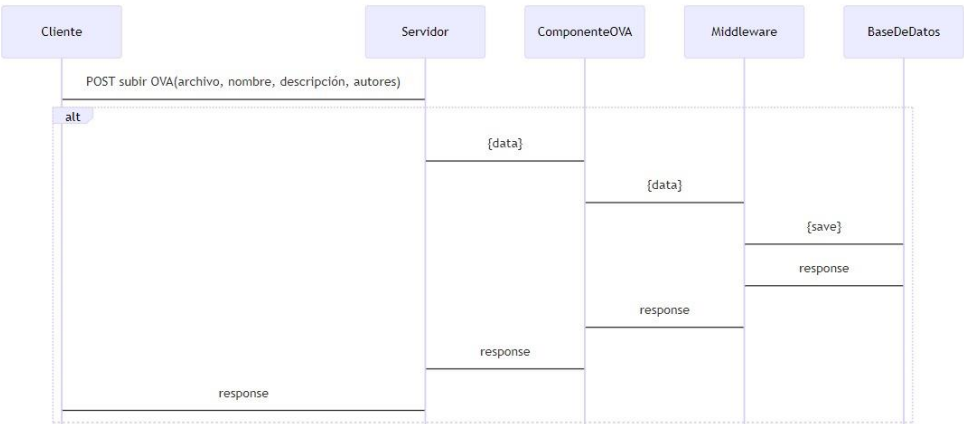 Cliente
Servidor
ComponenteOVA
Middleware
BaseDeDatos
POST subir OVA(archivo, nombre, descripción, autores)
alt
{data}
{data}
{save}
response
response
response
response